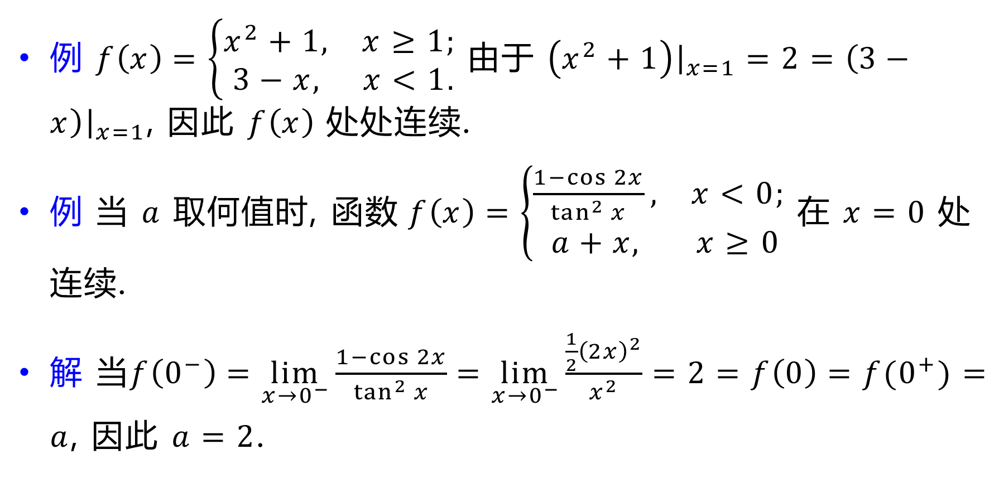 • 例 $f(x) = \begin{cases} x^2 + 1, & x \geq 1; \\ 3 - x, & x < 1. \end{cases}$ 由于 $\left(x^2 + 1\right)|_{x=1} = 2 = (3 -$
$x)|_{x=1}$, 因此 $f(x)$ 处处连续.
• 例 当 $a$ 取何值时, 函数 $f(x) = \begin{cases} \frac{1-\cos 2x}{\tan^2 x}, & x < 0; \\ a + x, & x \geq 0 \end{cases}$ 在 $x = 0$ 处
连续.
• 解 当$f(0^-) = \lim\limits_{x \to 0^-} \frac{1-\cos 2x}{\tan^2 x} = \lim\limits_{x \to 0^-} \frac{\frac{1}{2}(2x)^2}{x^2} = 2 = f(0) = f(0^+) =$
$a$, 因此 $a = 2$.